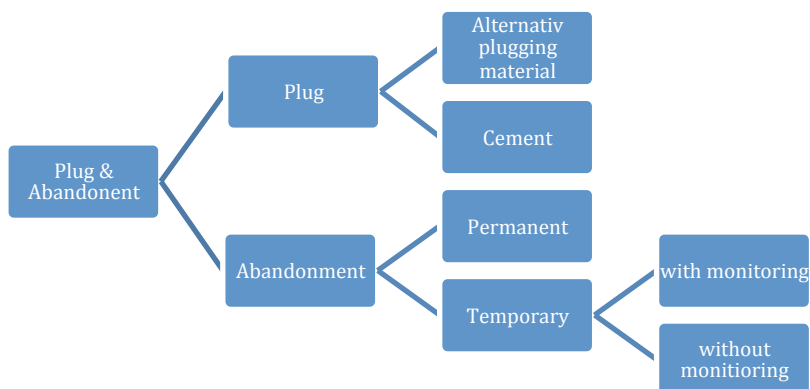 Plug &
Abandonent
Plug
Alternativ
plugging
material
Cement
Abandonment
Permanent
Temporary
with monitoring
without
monitioring